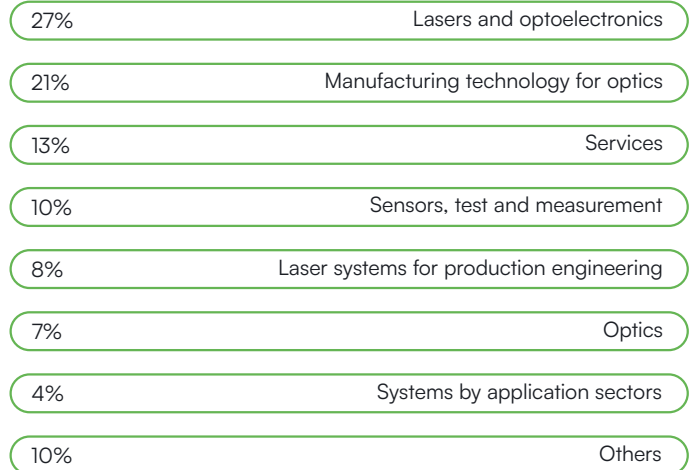 27% Lasers and optoelectronics
21% Manufacturing technology for optics
13% Services
10% Sensors, test and measurement
8% Laser systems for production engineering
7% Optics
4% Systems by application sectors
10% Others